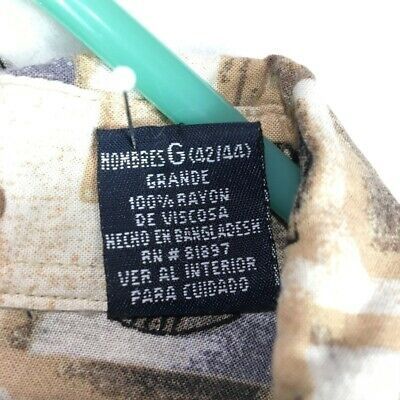 HOMBRES G (42/44)
GRANDE
100% RAYON
DE VISCOSA
HECHO EN BANGLADESH
RN # 81897
VER AL INTERIOR
PARA CUIDADO